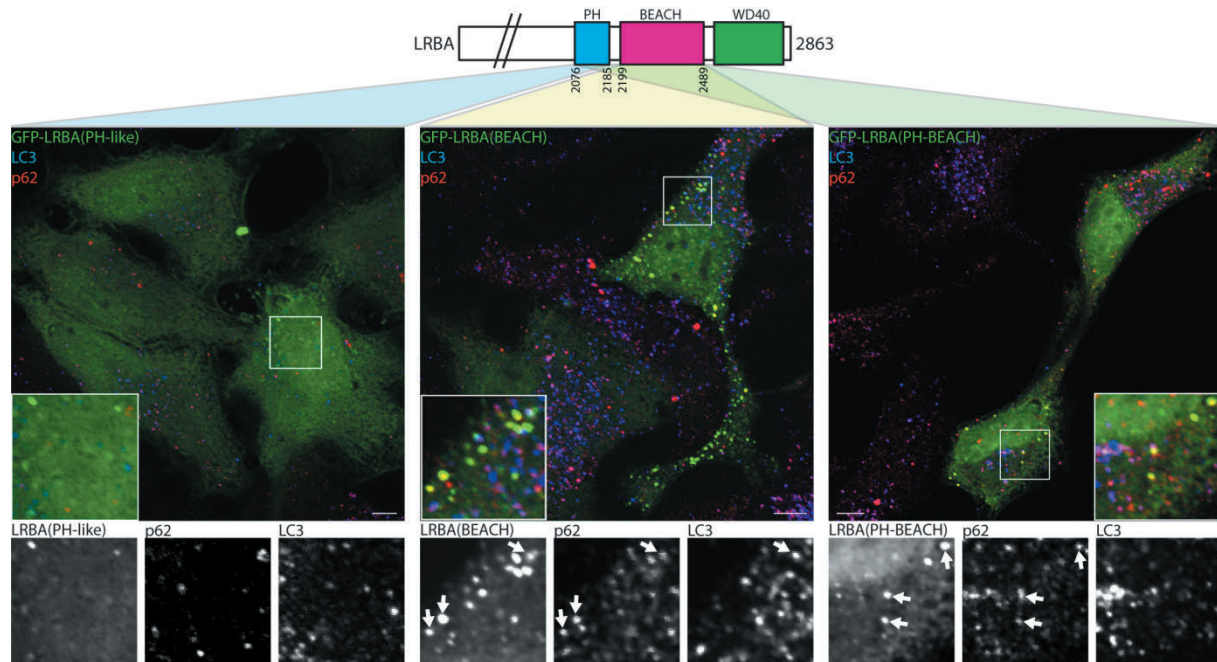 PH BEACH WD40
LRBA 2863
2076 2185 2199 2489
GFP-LRBA(PH-like) GFP-LRBA(BEACH) GFP-LRBA(PH-BEACH)
LC3 LC3 LC3
p62 p62 p62
LRBA(PH-like) p62 LC3 LRBA(BEACH) p62 LC3 LRBA(PH-BEACH) p62 LC3